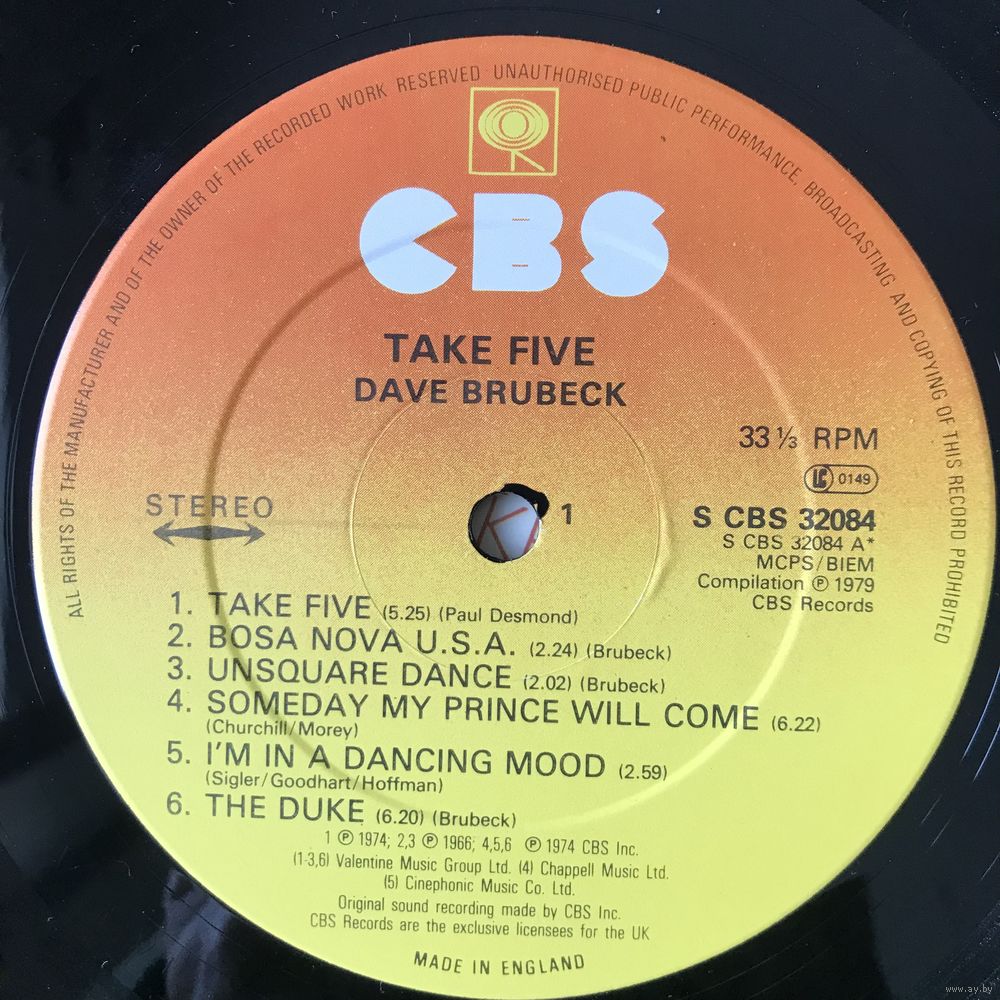 ALL RIGHTS OF THE MANUFACTURER AND OF THE OWNER OF THE RECORDED WORK RESERVED · UNAUTHORISED PUBLIC PERFORMANCE, BROADCASTING AND COPYING OF THIS RECORD PROHIBITED
CBS
TAKE FIVE
DAVE BRUBECK
33 ⅓ RPM
LC 0149
STEREO
1
S CBS 32084
S CBS 32084 A*
MCPS/BIEM
Compilation ℗ 1979
CBS Records
1. TAKE FIVE (5.25) (Paul Desmond)
2. BOSA NOVA U.S.A. (2.24) (Brubeck)
3. UNSQUARE DANCE (2.02) (Brubeck)
4. SOMEDAY MY PRINCE WILL COME (6.22)
(Churchill/Morey)
5. I'M IN A DANCING MOOD (2.59)
(Sigler/Goodhart/Hoffman)
6. THE DUKE (6.20) (Brubeck)
1 ℗ 1974; 2,3 ℗ 1966; 4,5,6 ℗ 1974 CBS Inc.
(1-3,6) Valentine Music Group Ltd. (4) Chappell Music Ltd.
(5) Cinephonic Music Co. Ltd.
Original sound recording made by CBS Inc.
CBS Records are the exclusive licensees for the UK
MADE IN ENGLAND
www.ay.by